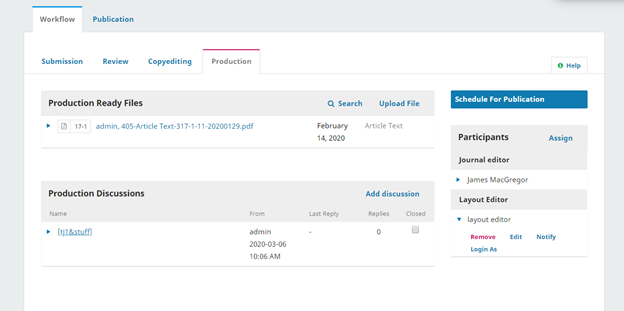 Workflow Publication
Submission Review Copyediting Production
Help
Production Ready Files Search Upload File
17-1 admin, 405-Article Text-317-1-11-20200129.pdf February 14, 2020 Article Text
Production Discussions Add discussion
Name From Last Reply Replies Closed
[tj1&stuff] admin - 0
2020-03-06
10:06 AM
Schedule For Publication
Participants Assign
Journal editor
James MacGregor
Layout Editor
layout editor
Remove Edit Notify
Login As